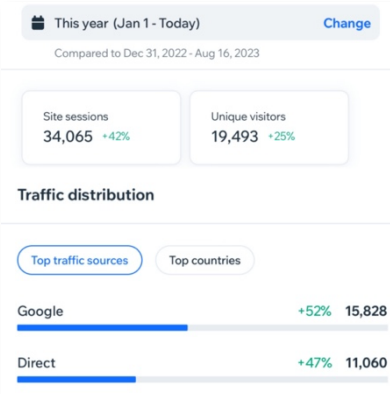 This year (Jan 1 - Today) Change
Compared to Dec 31, 2022 - Aug 16, 2023
Site sessions
34,065 +42%
Unique visitors
19,493 +25%
Traffic distribution
Top traffic sources
Top countries
Google +52% 15,828
Direct +47% 11,060